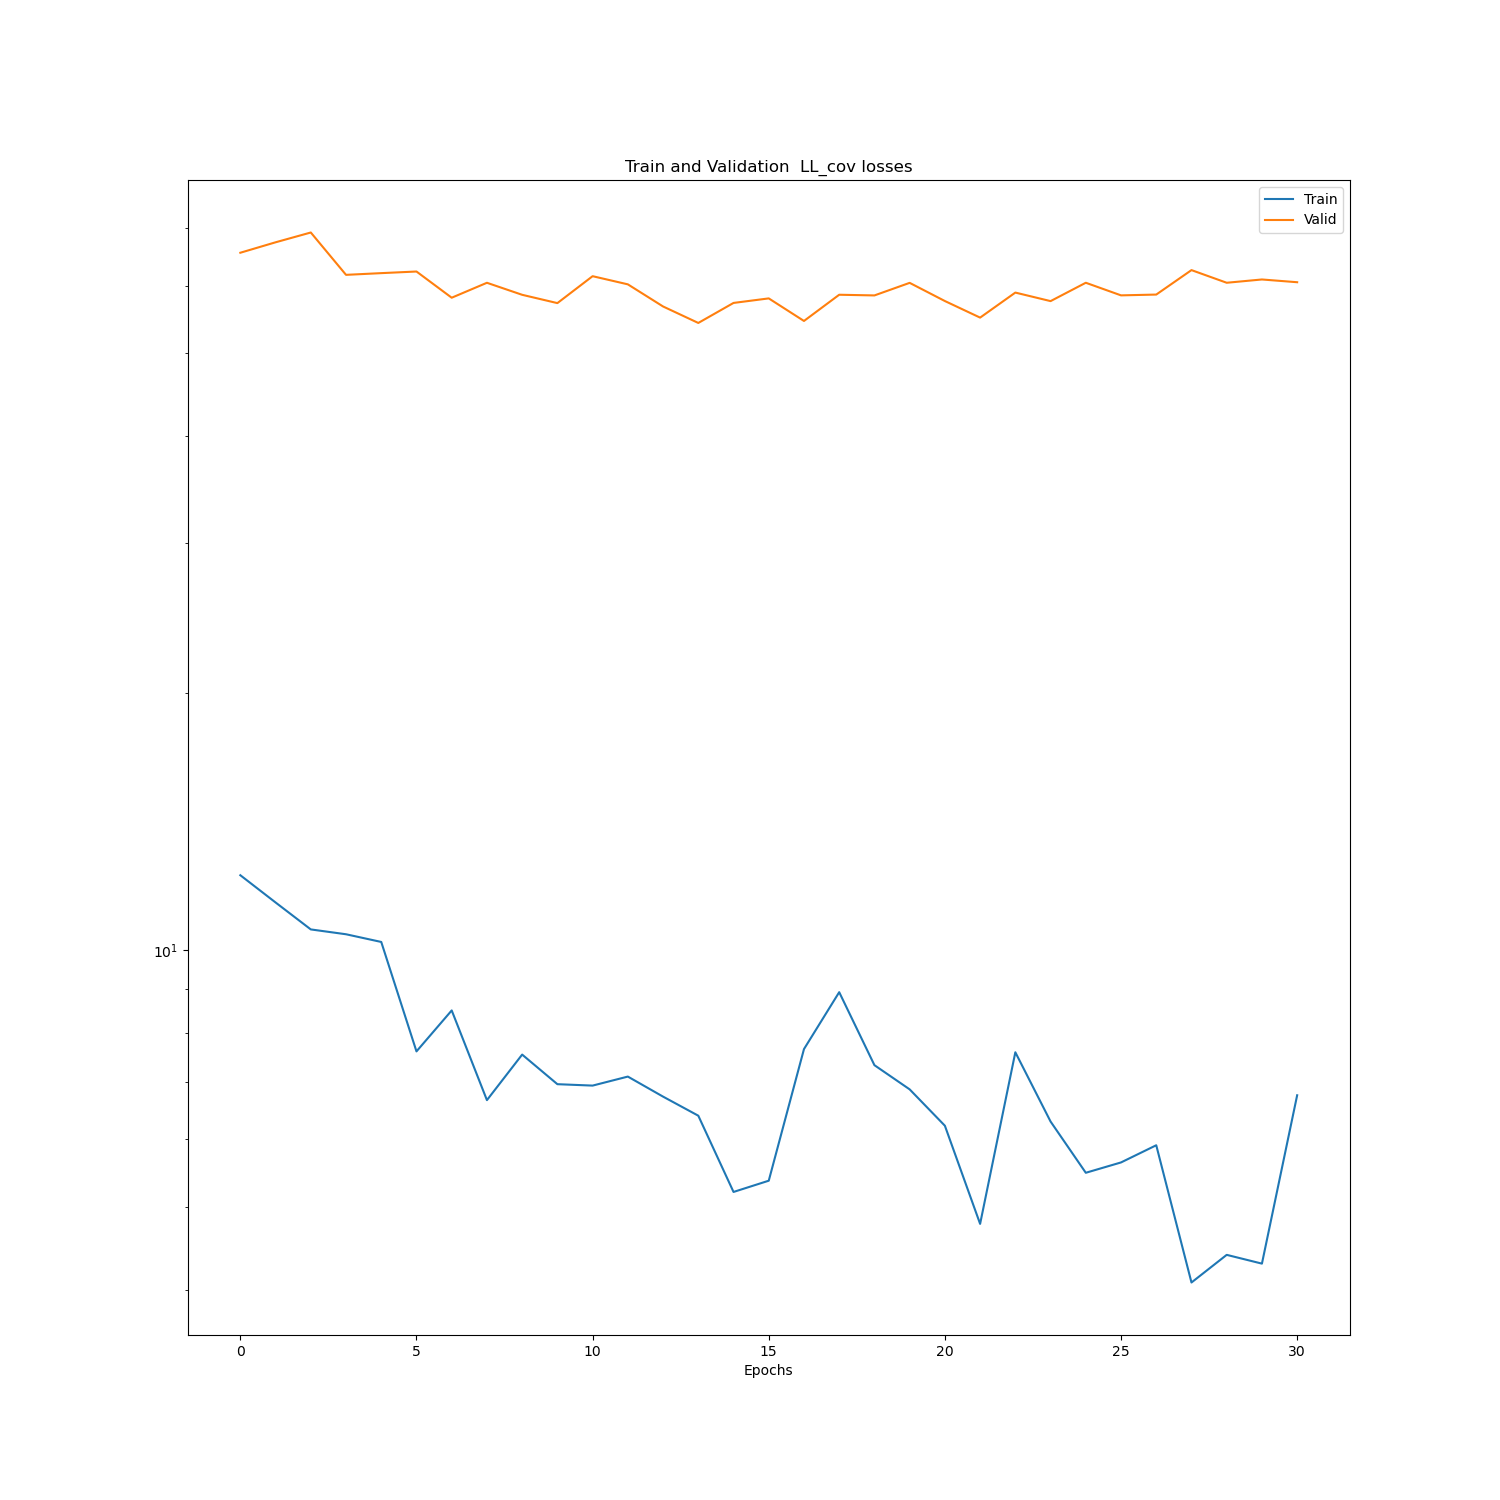 Train and Validation  LL_cov losses
Train
Valid
10¹
0 5 10 15 20 25 30
Epochs